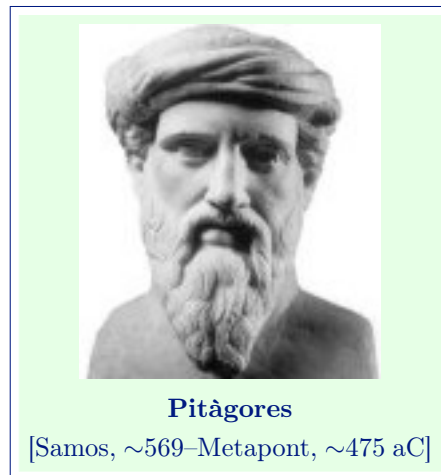 Pitàgores
[Samos, ∼569–Metapont, ∼475 aC]